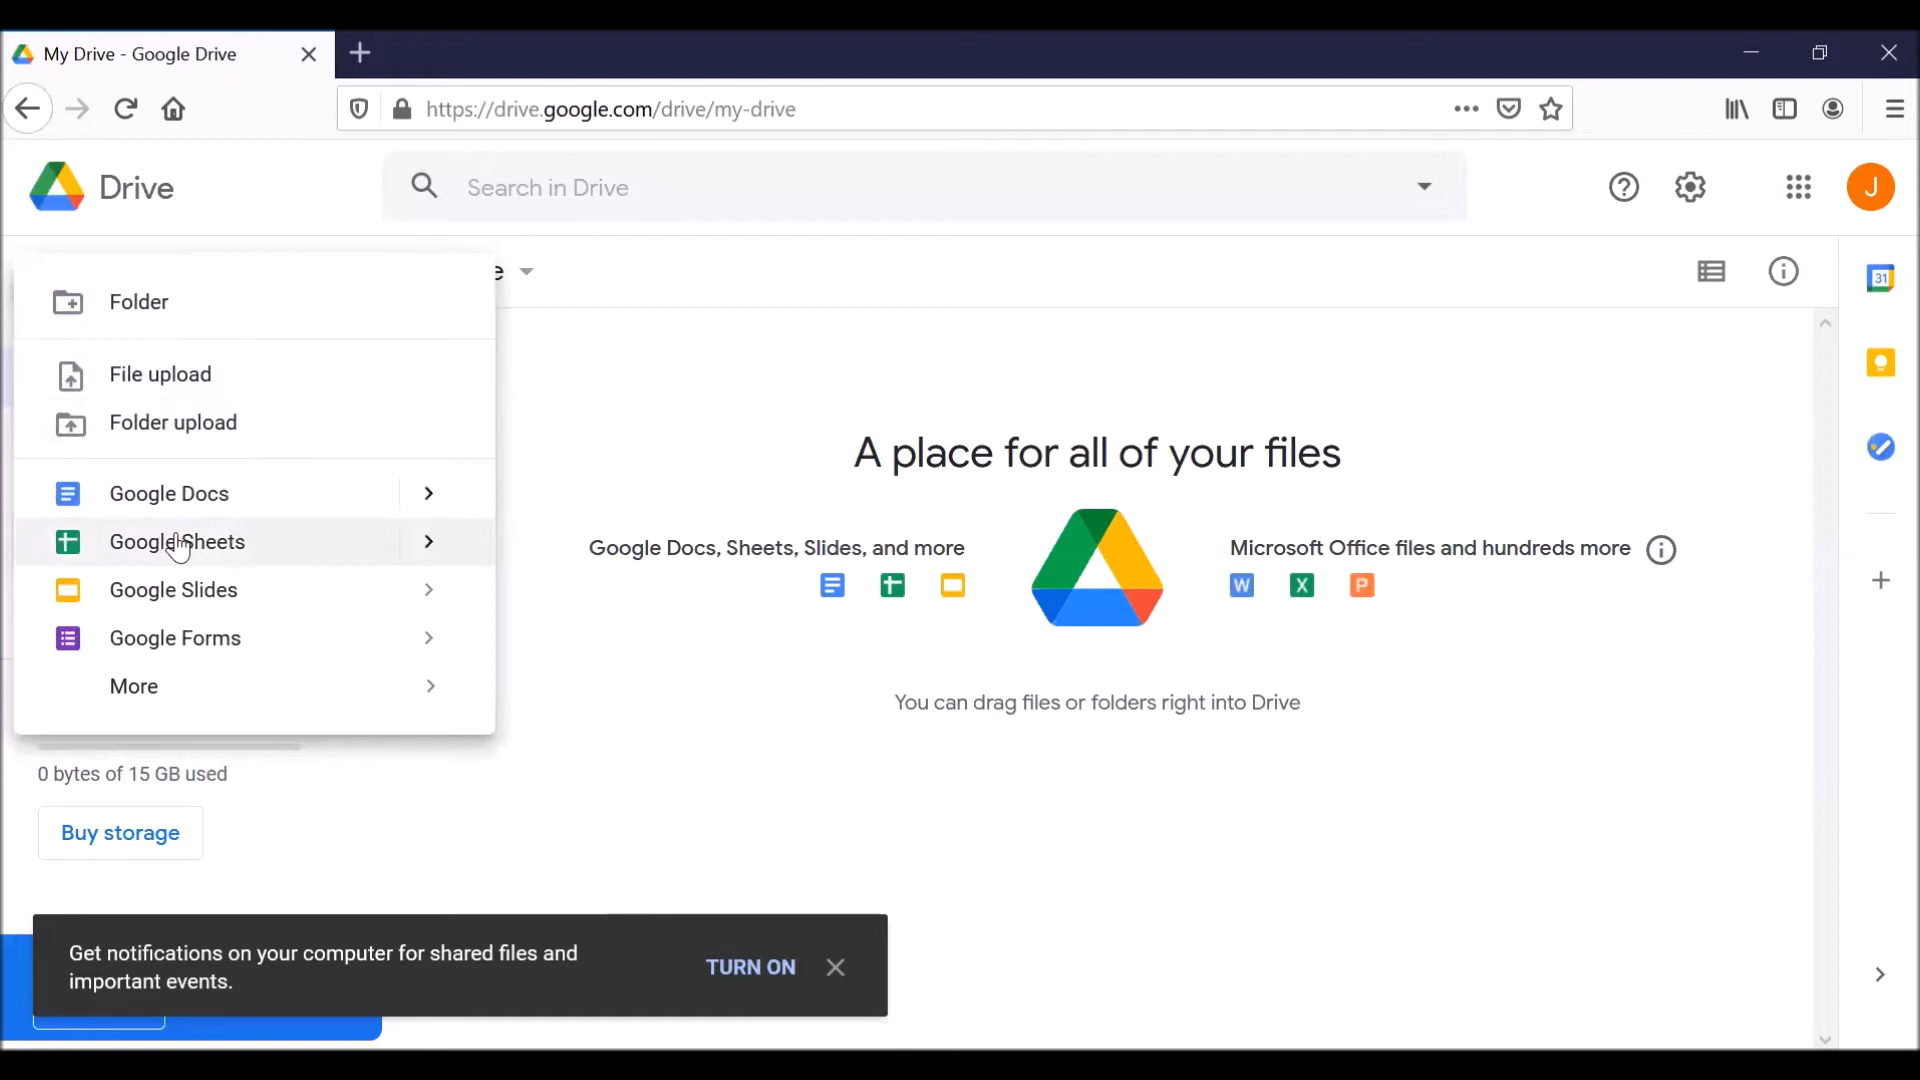 My Drive - Google Drive
https://drive.google.com/drive/my-drive
Drive
Search in Drive
J
e
Folder
File upload
Folder upload
Google Docs
Google Sheets
Google Slides
Google Forms
More
31
A place for all of your files
Google Docs, Sheets, Slides, and more
Microsoft Office files and hundreds more
W X P
You can drag files or folders right into Drive
0 bytes of 15 GB used
Buy storage
Get notifications on your computer for shared files and
important events.
TURN ON